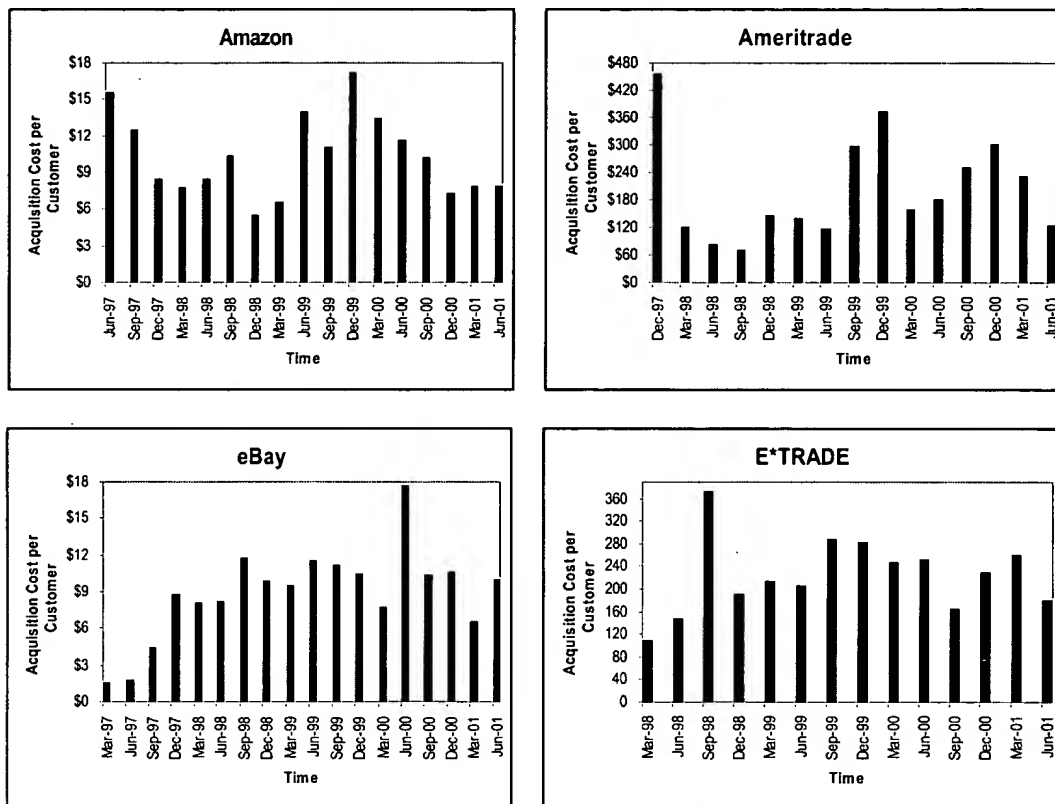 Amazon
$18
$15
$12
$9
$6
$3
$0
Acquisition Cost per
Customer
Jun-97
Sep-97
Dec-97
Mar-98
Jun-98
Sep-98
Dec-98
Mar-99
Jun-99
Sep-99
Dec-99
Mar-00
Jun-00
Sep-00
Dec-00
Mar-01
Jun-01
Time
Ameritrade
$480
$420
$360
$300
$240
$180
$120
$60
$0
Acquisition Cost per
Customer
Dec-97
Mar-98
Jun-98
Sep-98
Dec-98
Mar-99
Jun-99
Sep-99
Dec-99
Mar-00
Jun-00
Sep-00
Dec-00
Mar-01
Jun-01
Time
eBay
$18
$15
$12
$9
$6
$3
$0
Acquisition Cost per
Customer
Mar-97
Jun-97
Sep-97
Dec-97
Mar-98
Jun-98
Sep-98
Dec-98
Mar-99
Jun-99
Sep-99
Dec-99
Mar-00
Jun-00
Sep-00
Dec-00
Mar-01
Jun-01
Time
E*TRADE
360
320
280
240
200
160
120
80
40
0
Acquisition Cost per
Customer
Mar-98
Jun-98
Sep-98
Dec-98
Mar-99
Jun-99
Sep-99
Dec-99
Mar-00
Jun-00
Sep-00
Dec-00
Mar-01
Jun-01
Time